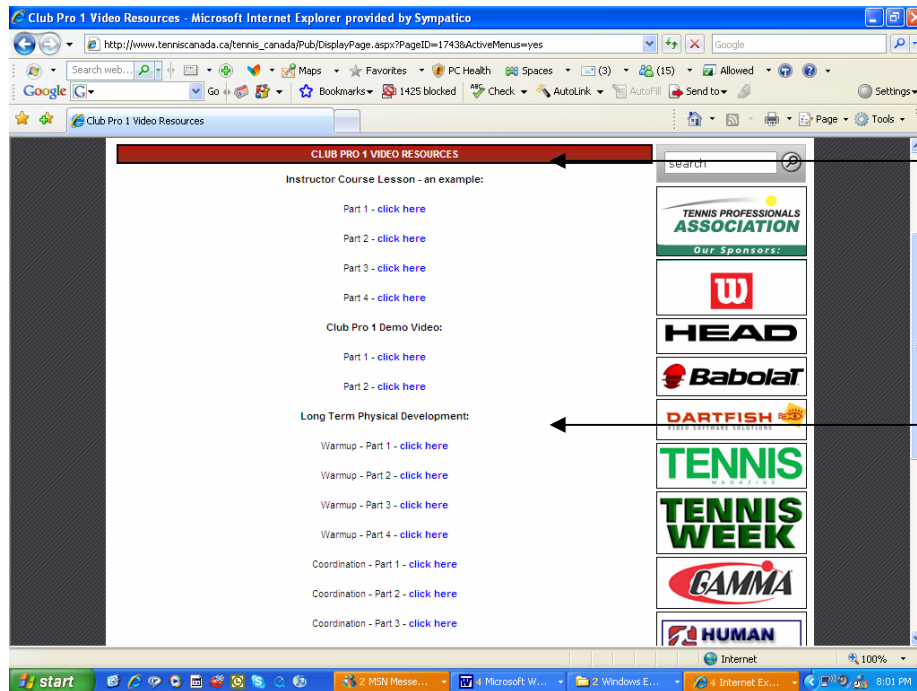 Club Pro 1 Video Resources - Microsoft Internet Explorer provided by Sympatico
http://www.tenniscanada.ca/tennis_canada/Pub/DisplayPage.aspx?PageID=1743&ActiveMenus=yes
Google
Search web...
Maps
Favorites
PC Health
Spaces
(3)
(15)
Allowed
Google
G
Go
Bookmarks
1425 blocked
Check
AutoLink
AutoFill
Send to
Settings
Club Pro 1 Video Resources
Page
Tools
CLUB PRO 1 VIDEO RESOURCES
search
Instructor Course Lesson - an example:
Part 1 - click here
Part 2 - click here
Part 3 - click here
Part 4 - click here
Club Pro 1 Demo Video:
Part 1 - click here
Part 2 - click here
Long Term Physical Development:
Warmup - Part 1 - click here
Warmup - Part 2 - click here
Warmup - Part 3 - click here
Warmup - Part 4 - click here
Coordination - Part 1 - click here
Coordination - Part 2 - click here
Coordination - Part 3 - click here
TENNIS PROFESSIONALS
ASSOCIATION
Our Sponsors:
W
HEAD
Babolat
DARTFISH
VIDEO SOFTWARE SOLUTIONS
TENNIS
MAGAZINE
TENNIS
WEEK
GAMMA
HUMAN
Internet
100%
start
2 MSN Messe...
4 Microsoft W...
2 Windows E...
4 Internet Ex...
8:01 PM